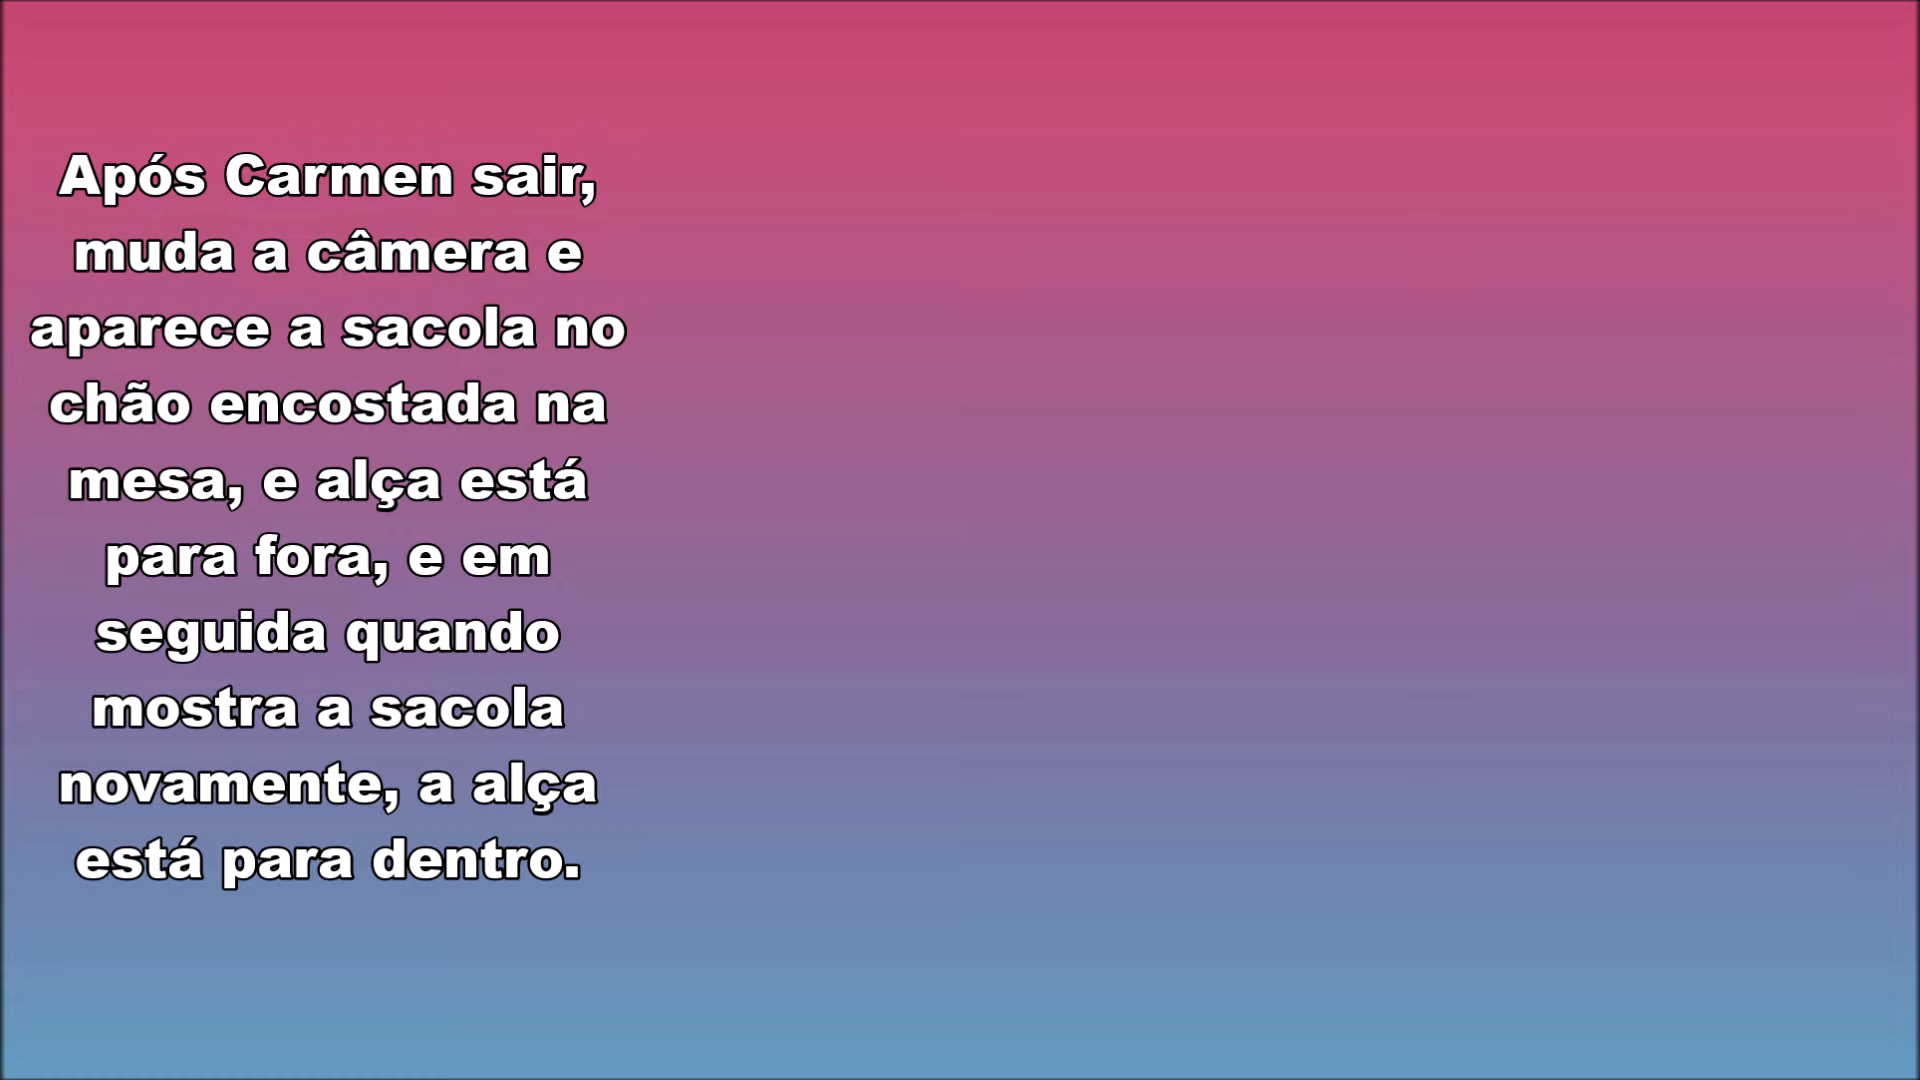 Após Carmen sair,
muda a câmera e
aparece a sacola no
chão encostada na
mesa, e alça está
para fora, e em
seguida quando
mostra a sacola
novamente, a alça
está para dentro.